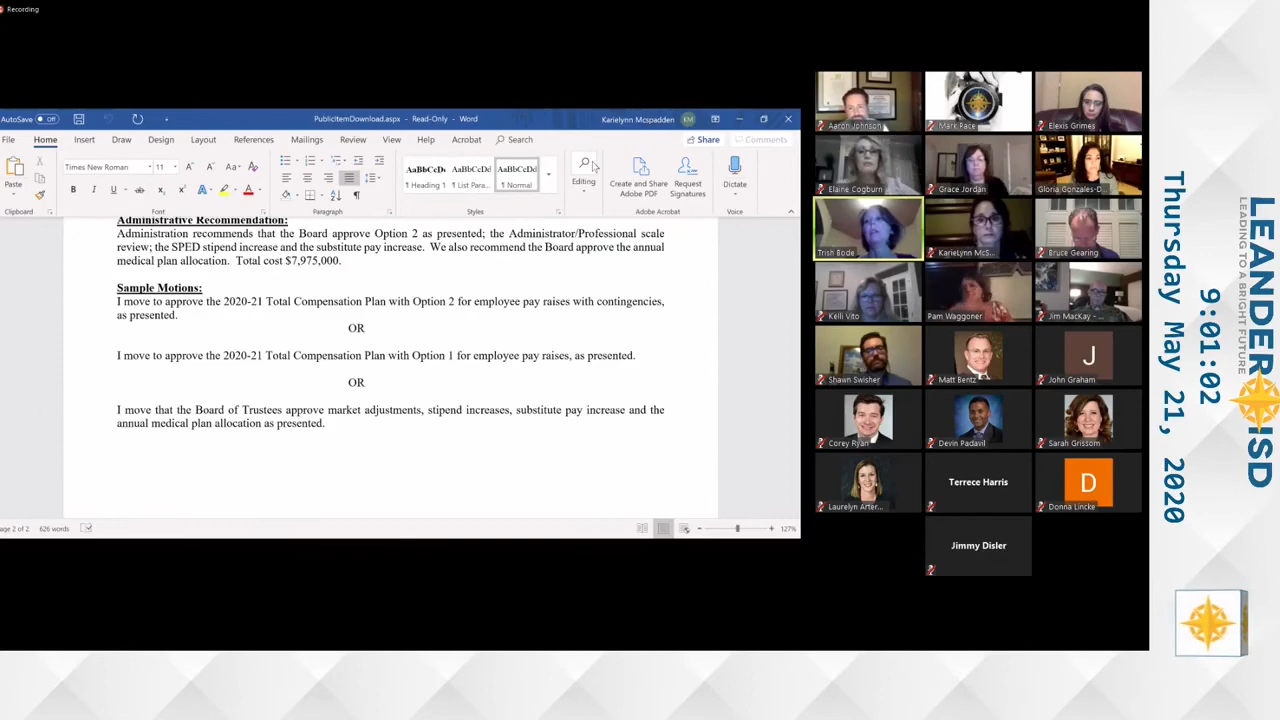 Recording
AutoSave Off
PublicItemDownload.aspx - Read-Only - Word
Karielynn Mcspadden KM
File Home Insert Draw Design Layout References Mailings Review View Help Acrobat Search Share Comments
Paste
Times New Roman 11
Heading 1
List Para...
Normal
Editing
Create and Share
Adobe PDF
Request
Signatures
Dictate
Clipboard Font Paragraph Styles Adobe Acrobat Voice
Administrative Recommendation:
Administration recommends that the Board approve Option 2 as presented; the Administrator/Professional scale
review; the SPED stipend increase and the substitute pay increase. We also recommend the Board approve the annual
medical plan allocation. Total cost $7,975,000.
Sample Motions:
I move to approve the 2020-21 Total Compensation Plan with Option 2 for employee pay raises with contingencies,
as presented.
OR
I move to approve the 2020-21 Total Compensation Plan with Option 1 for employee pay raises, as presented.
OR
I move that the Board of Trustees approve market adjustments, stipend increases, substitute pay increase and the
annual medical plan allocation as presented.
Page 2 of 2 626 words
127%
Aaron Johnson
Mark Pace
Elexis Grimes
Elaine Cogburn
Grace Jordan
Gloria Gonzales-D...
Trish Bode
KarieLynn McS...
Bruce Gearing
Kelli Vito
Pam Waggoner
Jim MacKay - ...
Shawn Swisher
Matt Bentz
J
John Graham
Corey Ryan
Devin Padavil
Sarah Grissom
Laurelyn Arter...
Terrece Harris
D
Donna Lincke
Jimmy Disler
LEANDER ISD
LEADING TO A BRIGHT FUTURE
9:01:02
Thursday May 21, 2020